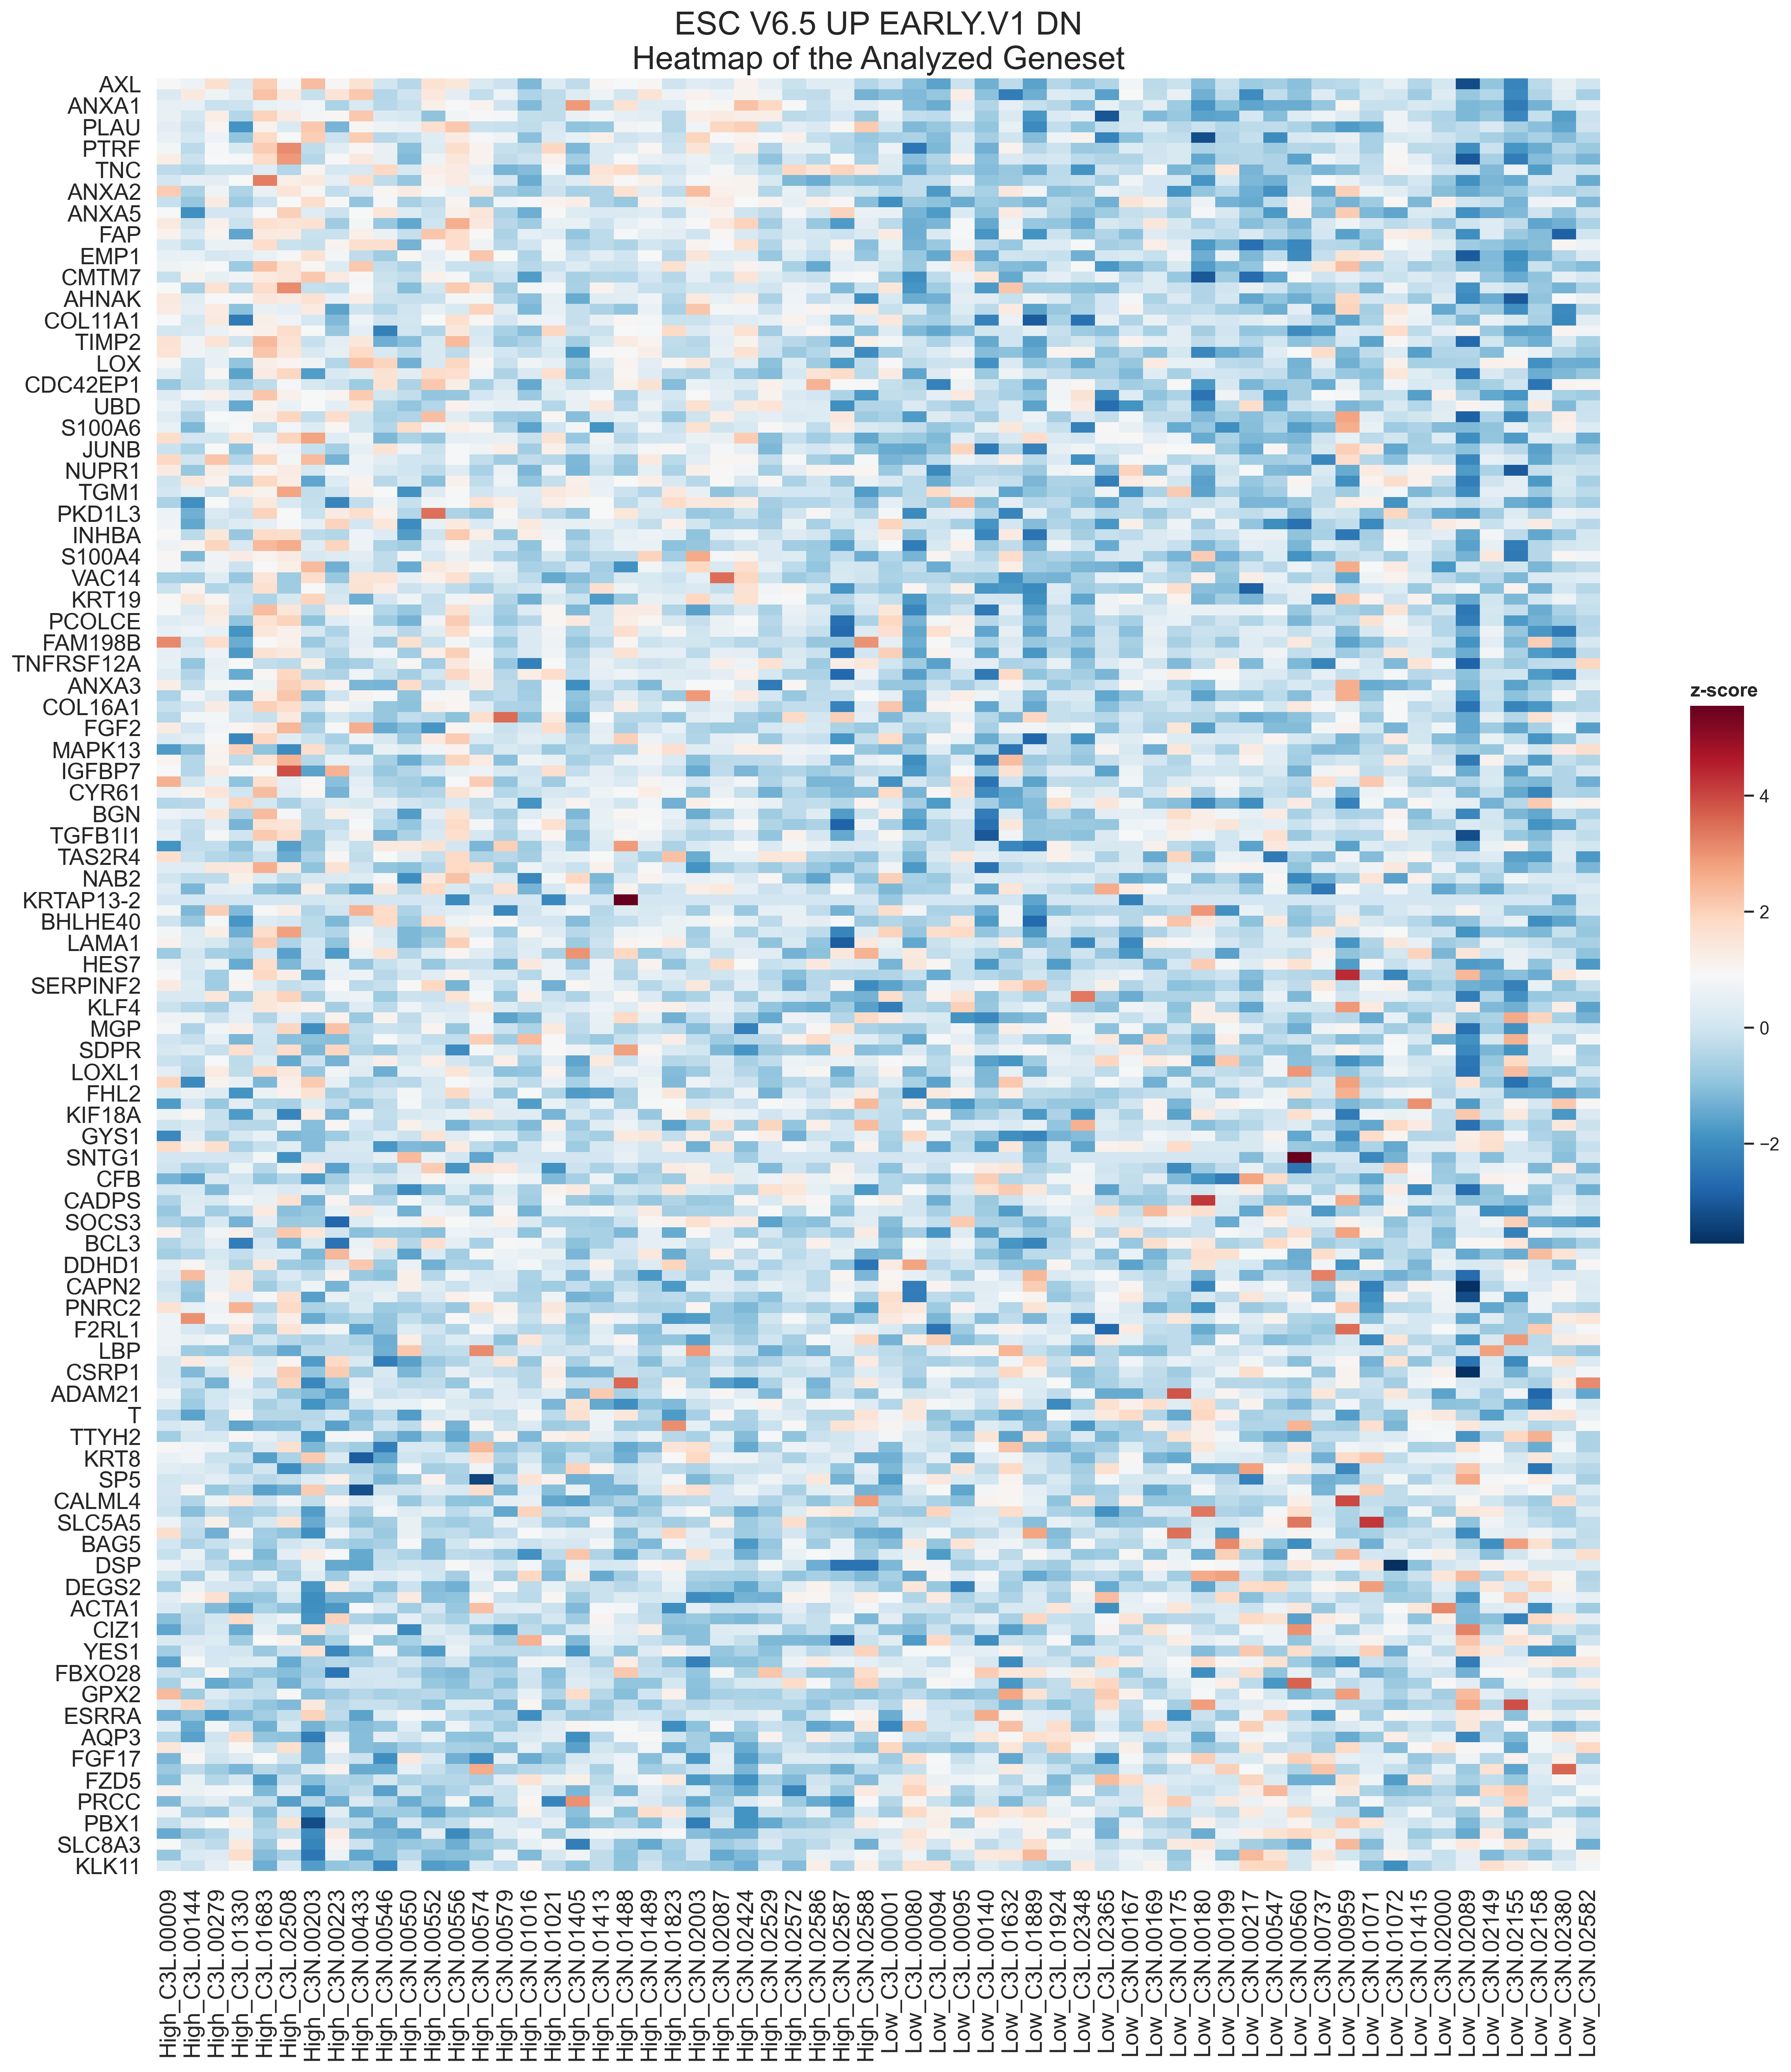 ESC V6.5 UP EARLY.V1 DN
Heatmap of the Analyzed Geneset
AXL
ANXA1
PLAU
PTRF
TNC
ANXA2
ANXA5
FAP
EMP1
CMTM7
AHNAK
COL11A1
TIMP2
LOX
CDC42EP1
UBD
S100A6
JUNB
NUPR1
TGM1
PKD1L3
INHBA
S100A4
VAC14
KRT19
PCOLCE
FAM198B
TNFRSF12A
ANXA3
COL16A1
FGF2
MAPK13
IGFBP7
CYR61
BGN
TGFB1I1
TAS2R4
NAB2
KRTAP13-2
BHLHE40
LAMA1
HES7
SERPINF2
KLF4
MGP
SDPR
LOXL1
FHL2
KIF18A
GYS1
SNTG1
CFB
CADPS
SOCS3
BCL3
DDHD1
CAPN2
PNRC2
F2RL1
LBP
CSRP1
ADAM21
T
TTYH2
KRT8
SP5
CALML4
SLC5A5
BAG5
DSP
DEGS2
ACTA1
CIZ1
YES1
FBXO28
GPX2
ESRRA
AQP3
FGF17
FZD5
PRCC
PBX1
SLC8A3
KLK11
High_C3L.00009
High_C3L.00144
High_C3L.00279
High_C3L.01330
High_C3L.01683
High_C3L.02508
High_C3N.00203
High_C3N.00223
High_C3N.00433
High_C3N.00546
High_C3N.00550
High_C3N.00552
High_C3N.00556
High_C3N.00574
High_C3N.00579
High_C3N.01016
High_C3N.01021
High_C3N.01405
High_C3N.01413
High_C3N.01488
High_C3N.01489
High_C3N.01823
High_C3N.02003
High_C3N.02087
High_C3N.02424
High_C3N.02529
High_C3N.02572
High_C3N.02586
High_C3N.02587
High_C3N.02588
Low_C3L.00001
Low_C3L.00080
Low_C3L.00094
Low_C3L.00095
Low_C3L.00140
Low_C3L.01632
Low_C3L.01889
Low_C3L.01924
Low_C3L.02348
Low_C3L.02365
Low_C3N.00167
Low_C3N.00169
Low_C3N.00175
Low_C3N.00180
Low_C3N.00199
Low_C3N.00217
Low_C3N.00547
Low_C3N.00560
Low_C3N.00737
Low_C3N.00959
Low_C3N.01071
Low_C3N.01072
Low_C3N.01415
Low_C3N.02000
Low_C3N.02089
Low_C3N.02149
Low_C3N.02155
Low_C3N.02158
Low_C3N.02380
Low_C3N.02582
z-score
4
2
0
−2